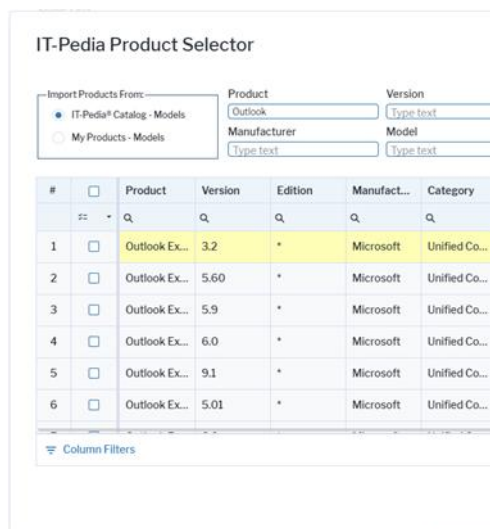 IT-Pedia Product Selector
Import Products From:
IT-Pedia® Catalog - Models
My Products - Models
Product
Version
Outlook
Type text
Manufacturer
Model
Type text
Type text
# Product Version Edition Manufact... Category
1 Outlook Ex... 3.2 * Microsoft Unified Co...
2 Outlook Ex... 5.60 * Microsoft Unified Co...
3 Outlook Ex... 5.9 * Microsoft Unified Co...
4 Outlook Ex... 6.0 * Microsoft Unified Co...
5 Outlook Ex... 9.1 * Microsoft Unified Co...
6 Outlook Ex... 5.01 * Microsoft Unified Co...
Column Filters